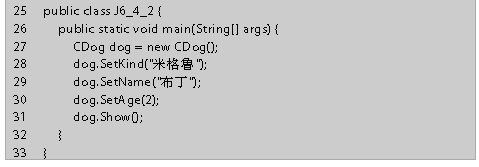 25 public class J6_4_2 {
26 public static void main(String[] args) {
27 CDog dog = new CDog();
28 dog.SetKind("米格魯");
29 dog.SetName("布丁");
30 dog.SetAge(2);
31 dog.Show();
32 }
33 }